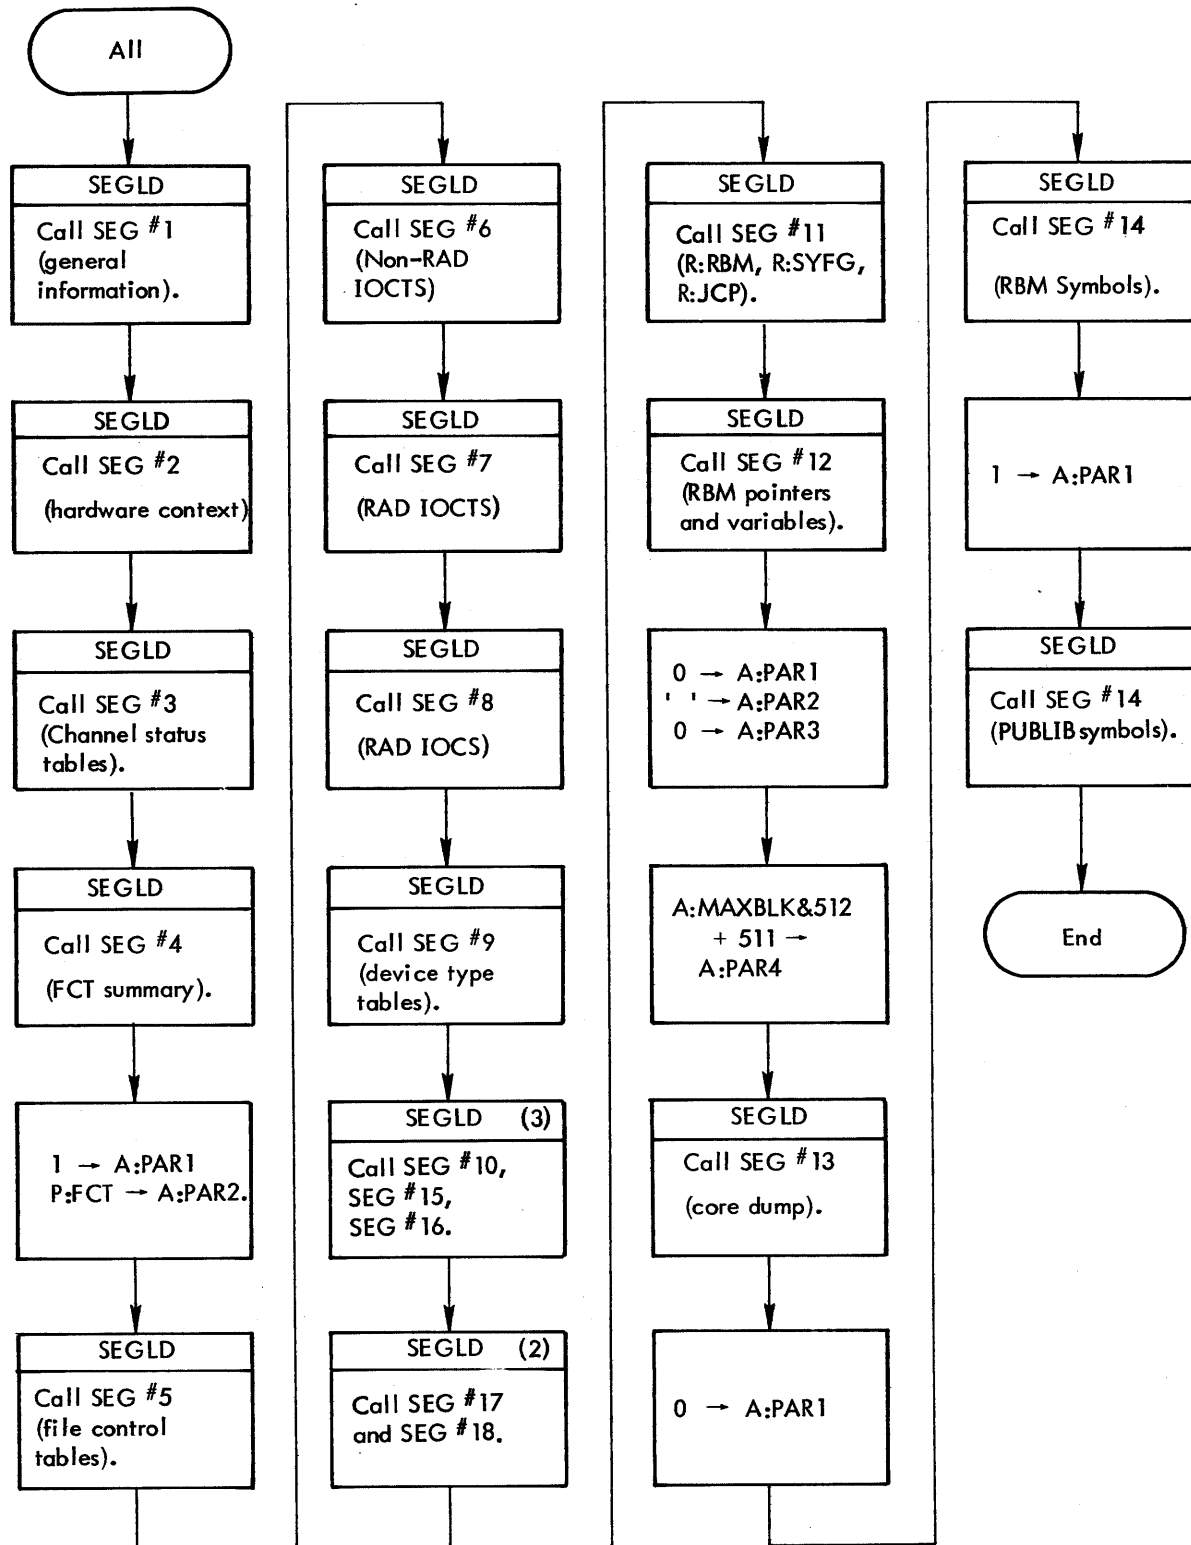 All
SEGLD
Call SEG #1
(general
information).
SEGLD
Call SEG #2
(hardware context)
SEGLD
Call SEG #3
(Channel status
tables).
SEGLD
Call SEG #4
(FCT summary).
1 → A:PAR1
P:FCT → A:PAR2.
SEGLD
Call SEG #5
(file control
tables).
SEGLD
Call SEG #6
(Non-RAD
IOCTS)
SEGLD
Call SEG #7
(RAD IOCTS)
SEGLD
Call SEG #8
(RAD IOCS)
SEGLD
Call SEG #9
(device type
tables).
SEGLD (3)
Call SEG #10,
SEG #15,
SEG #16.
SEGLD (2)
Call SEG #17
and SEG #18.
SEGLD
Call SEG #11
(R:RBM, R:SYFG,
R:JCP).
SEGLD
Call SEG #12
(RBM pointers
and variables).
0 → A:PAR1
' ' → A:PAR2
0 → A:PAR3
A:MAXBLK&512
+ 511 →
A:PAR4
SEGLD
Call SEG #13
(core dump).
0 → A:PAR1
SEGLD
Call SEG #14
(RBM Symbols).
1 → A:PAR1
SEGLD
Call SEG #14
(PUBLIB symbols).
End